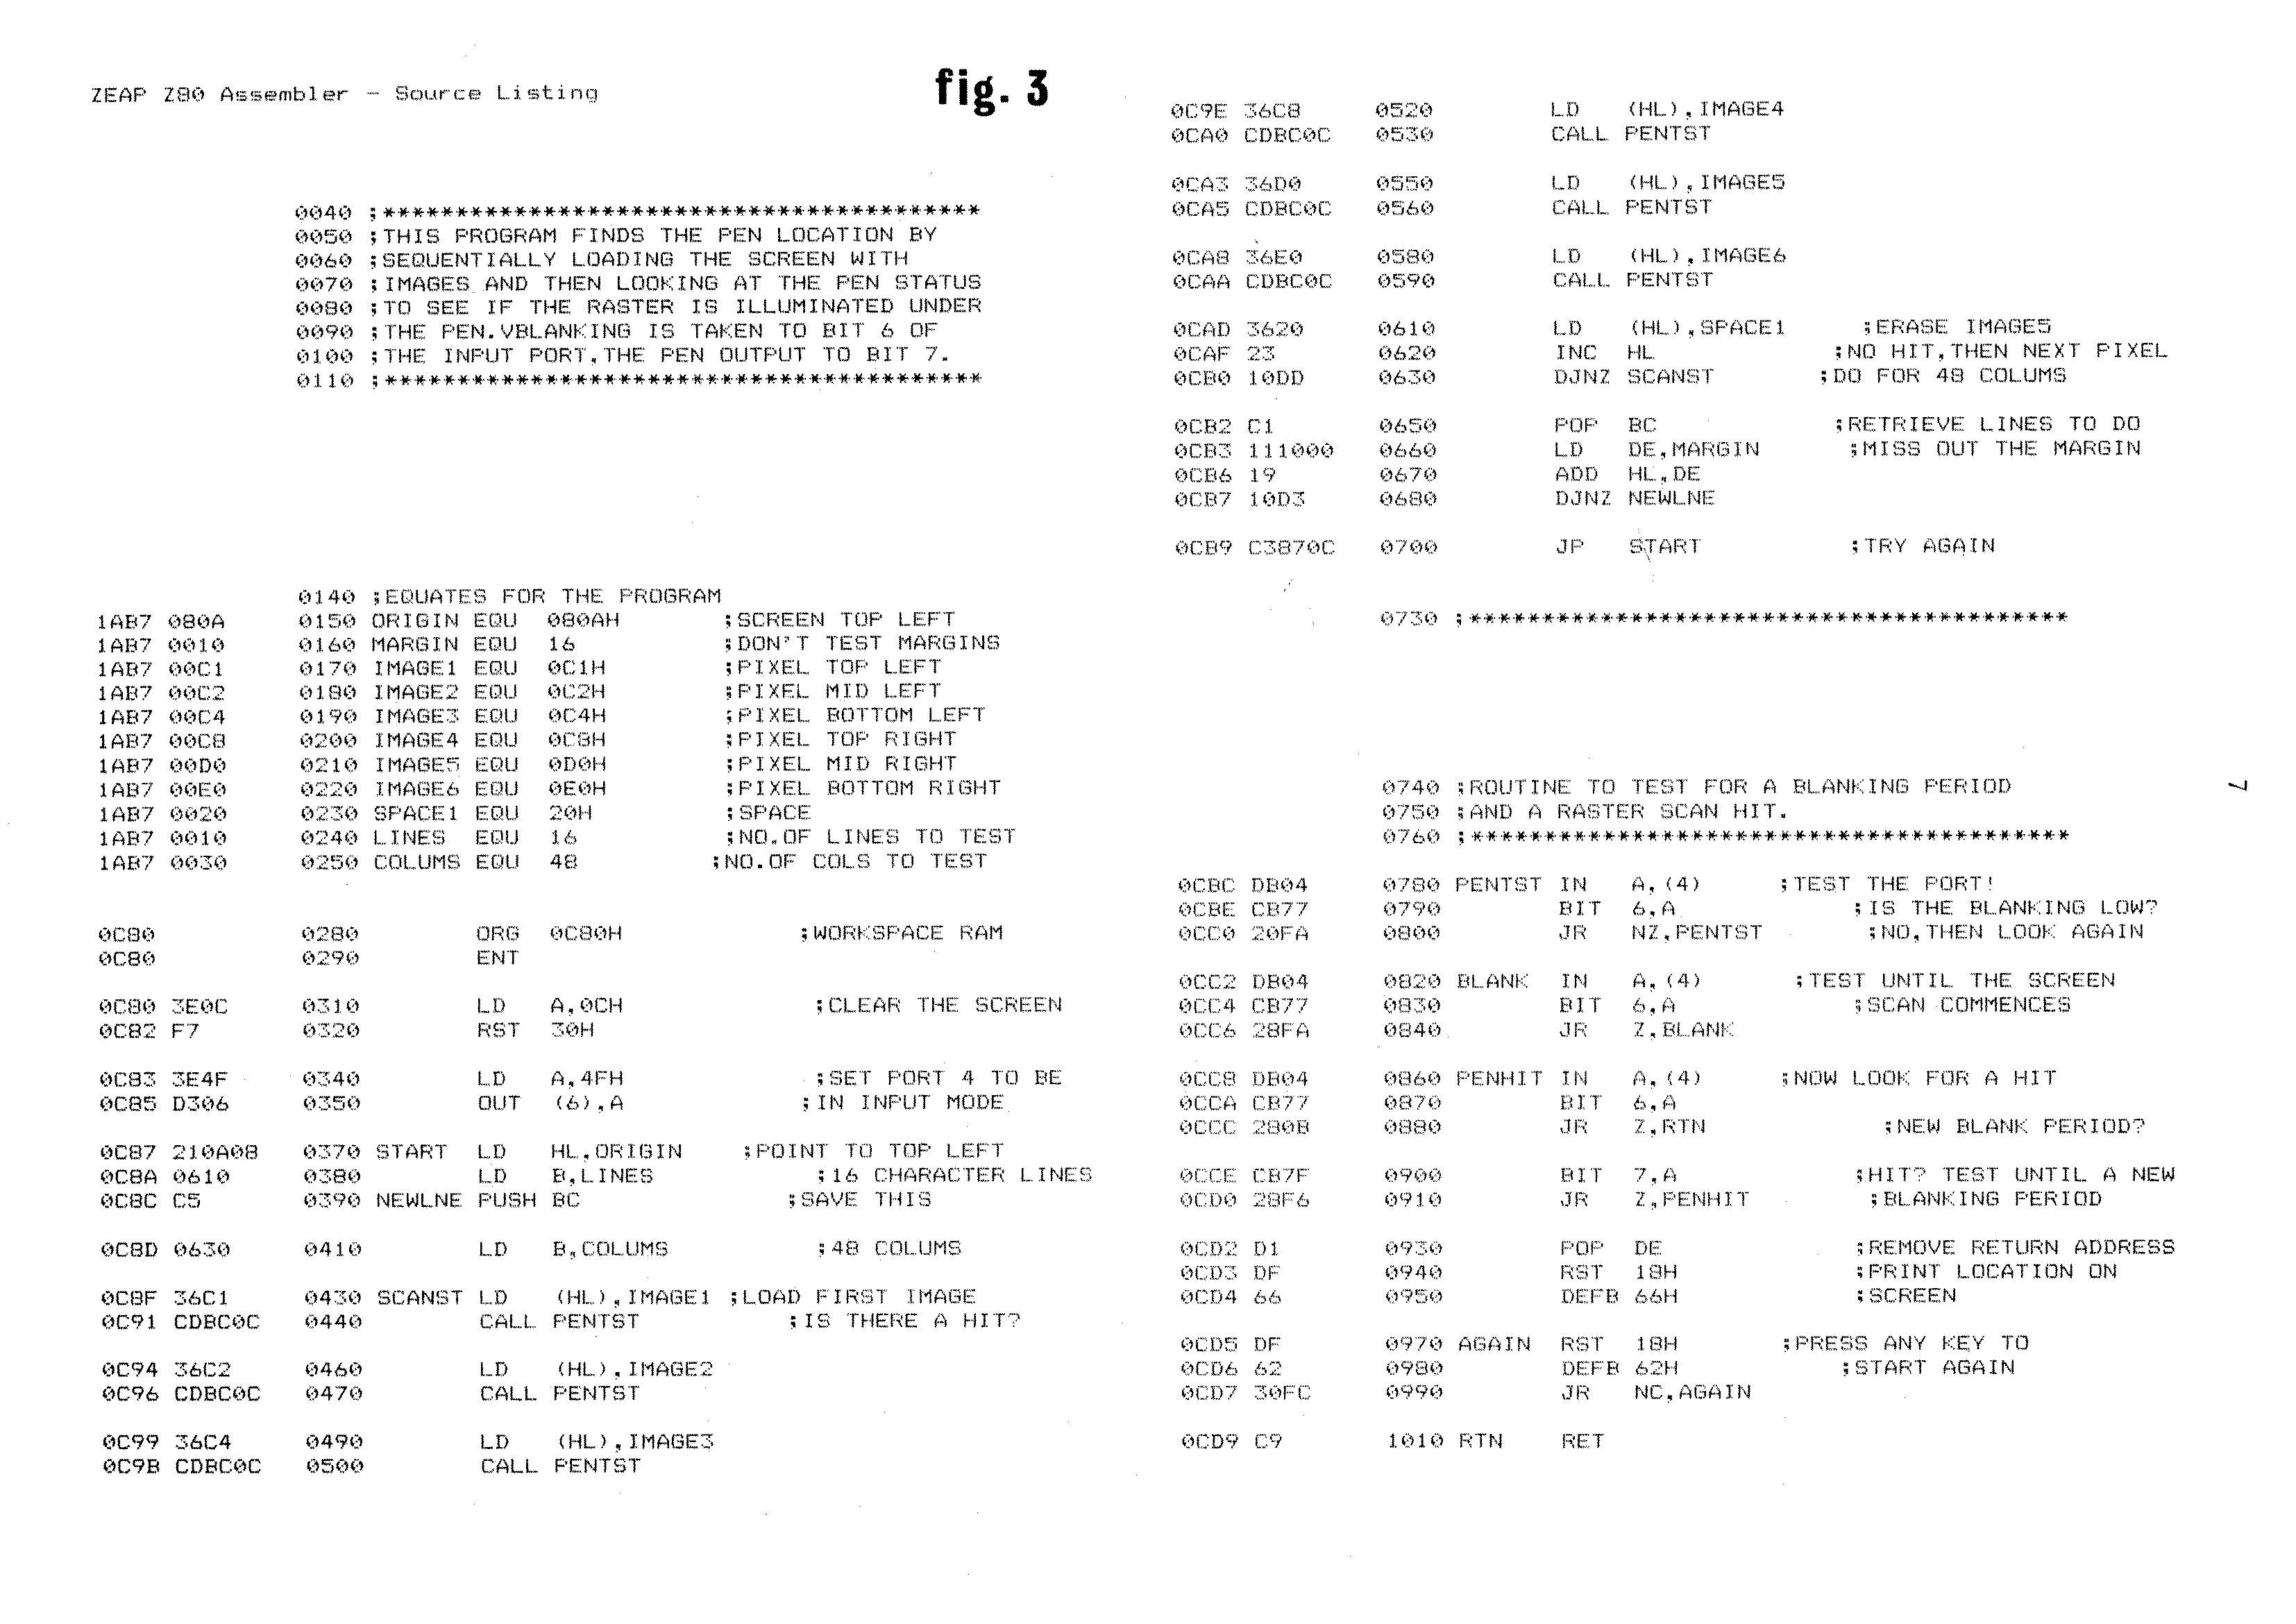 ZEAP Z80 Assembler - Source Listing
fig. 3
0040 ;*****************************************
0050 ;THIS PROGRAM FINDS THE PEN LOCATION BY
0060 ;SEQUENTIALLY LOADING THE SCREEN WITH
0070 ;IMAGES AND THEN LOOKING AT THE PEN STATUS
0080 ;TO SEE IF THE RASTER IS ILLUMINATED UNDER
0090 ;THE PEN.VBLANKING IS TAKEN TO BIT 6 OF
0100 ;THE INPUT PORT,THE PEN OUTPUT TO BIT 7.
0110 ;*****************************************
0140 ;EQUATES FOR THE PROGRAM
1AB7 080A 0150 ORIGIN EQU 080AH ;SCREEN TOP LEFT
1AB7 0010 0160 MARGIN EQU 16 ;DON'T TEST MARGINS
1AB7 00C1 0170 IMAGE1 EQU 0C1H ;PIXEL TOP LEFT
1AB7 00C2 0180 IMAGE2 EQU 0C2H ;PIXEL MID LEFT
1AB7 00C4 0190 IMAGE3 EQU 0C4H ;PIXEL BOTTOM LEFT
1AB7 00C8 0200 IMAGE4 EQU 0C8H ;PIXEL TOP RIGHT
1AB7 00D0 0210 IMAGE5 EQU 0D0H ;PIXEL MID RIGHT
1AB7 00E0 0220 IMAGE6 EQU 0E0H ;PIXEL BOTTOM RIGHT
1AB7 0020 0230 SPACE1 EQU 20H ;SPACE
1AB7 0010 0240 LINES EQU 16 ;NO.OF LINES TO TEST
1AB7 0030 0250 COLUMS EQU 48 ;NO.OF COLS TO TEST
0C80 0280 ORG 0C80H ;WORKSPACE RAM
0C80 0290 ENT
0C80 3E0C 0310 LD A,0CH ;CLEAR THE SCREEN
0C82 F7 0320 RST 30H
0C83 3E4F 0340 LD A,4FH ;SET PORT 4 TO BE
0C85 D306 0350 OUT (6),A ;IN INPUT MODE
0C87 210A08 0370 START LD HL,ORIGIN ;POINT TO TOP LEFT
0C8A 0610 0380 LD B,LINES ;16 CHARACTER LINES
0C8C C5 0390 NEWLNE PUSH BC ;SAVE THIS
0C8D 0630 0410 LD B,COLUMS ;48 COLUMS
0C8F 36C1 0430 SCANST LD (HL),IMAGE1 ;LOAD FIRST IMAGE
0C91 CDBC0C 0440 CALL PENTST ;IS THERE A HIT?
0C94 36C2 0460 LD (HL),IMAGE2
0C96 CDBC0C 0470 CALL PENTST
0C99 36C4 0490 LD (HL),IMAGE3
0C9B CDBC0C 0500 CALL PENTST
0C9E 36C8 0520 LD (HL),IMAGE4
0CA0 CDBC0C 0530 CALL PENTST
0CA3 36D0 0550 LD (HL),IMAGE5
0CA5 CDBC0C 0560 CALL PENTST
0CA8 36E0 0580 LD (HL),IMAGE6
0CAA CDBC0C 0590 CALL PENTST
0CAD 3620 0610 LD (HL),SPACE1 ;ERASE IMAGE5
0CAF 23 0620 INC HL ;NO HIT,THEN NEXT PIXEL
0CB0 10DD 0630 DJNZ SCANST ;DO FOR 48 COLUMS
0CB2 C1 0650 POP BC ;RETRIEVE LINES TO DO
0CB3 111000 0660 LD DE,MARGIN ;MISS OUT THE MARGIN
0CB6 19 0670 ADD HL,DE
0CB7 10D3 0680 DJNZ NEWLNE
0CB9 C3870C 0700 JP START ;TRY AGAIN
0730 ;*****************************************
0740 ;ROUTINE TO TEST FOR A BLANKING PERIOD
0750 ;AND A RASTER SCAN HIT.
0760 ;*****************************************
0CBC DB04 0780 PENTST IN A,(4) ;TEST THE PORT!
0CBE CB77 0790 BIT 6,A ;IS THE BLANKING LOW?
0CC0 20FA 0800 JR NZ,PENTST ;NO,THEN LOOK AGAIN
0CC2 DB04 0820 BLANK IN A,(4) ;TEST UNTIL THE SCREEN
0CC4 CB77 0830 BIT 6,A ;SCAN COMMENCES
0CC6 28FA 0840 JR Z,BLANK
0CC8 DB04 0860 PENHIT IN A,(4) ;NOW LOOK FOR A HIT
0CCA CB77 0870 BIT 6,A
0CCC 280B 0880 JR Z,RTN ;NEW BLANK PERIOD?
0CCE CB7F 0900 BIT 7,A ;HIT? TEST UNTIL A NEW
0CD0 28F6 0910 JR Z,PENHIT ;BLANKING PERIOD
0CD2 D1 0930 POP DE ;REMOVE RETURN ADDRESS
0CD3 DF 0940 RST 18H ;PRINT LOCATION ON
0CD4 66 0950 DEFB 66H ;SCREEN
0CD5 DF 0970 AGAIN RST 18H ;PRESS ANY KEY TO
0CD6 62 0980 DEFB 62H ;START AGAIN
0CD7 30FC 0990 JR NC,AGAIN
0CD9 C9 1010 RTN RET
7